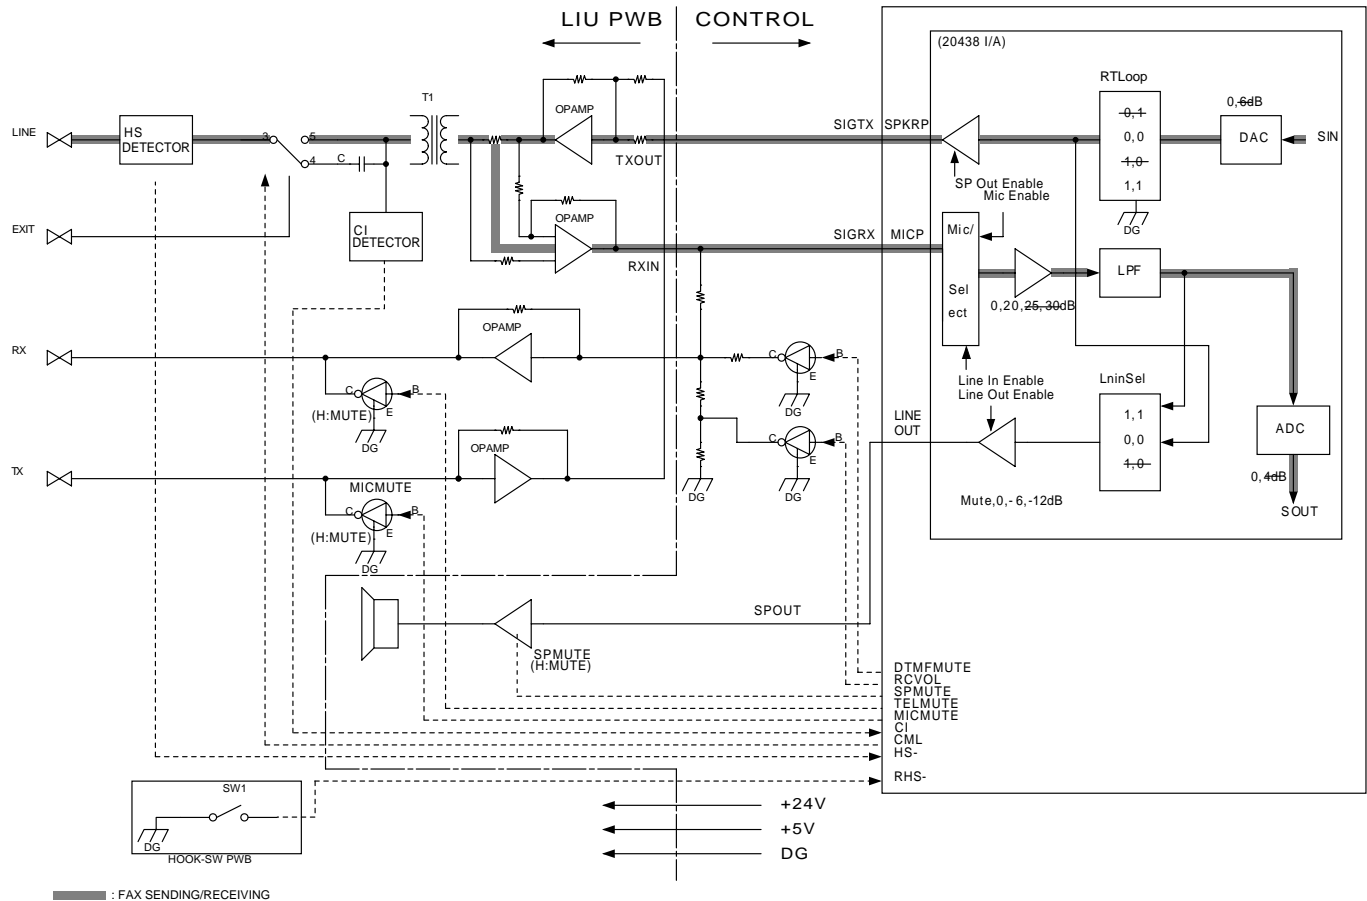 LIU PWB
CONTROL
(20438 I/A)
RTLoop
0,1
0,0
1,0
1,1
DG
0,6dB
DAC
SIN
T1
OPAMP
LINE
HS
DETECTOR
3
5
4
C
TXOUT
SIGTX
SPKRP
SP Out Enable
Mic Enable
EXIT
CI
DETECTOR
OPAMP
RXIN
SIGRX
MICP
Mic/
Sel
ect
0,20,25,30dB
LPF
RX
OPAMP
C
B
E
DG
C
B
E
(H:MUTE)
DG
Line In Enable
Line Out Enable
LninSel
1,1
0,0
1,0
LINE
OUT
ADC
0,4dB
SOUT
Mute,0,-6,-12dB
C
B
E
DG
DG
TX
OPAMP
MICMUTE
C
B
E
(H:MUTE)
DG
SPOUT
SPMUTE
(H:MUTE)
DTMFMUTE
RCVOL
SPMUTE
TELMUTE
MICMUTE
CI
CML
HS-
RHS-
SW1
DG
HOOK-SW PWB
+24V
+5V
DG
: FAX SENDING/RECEIVING